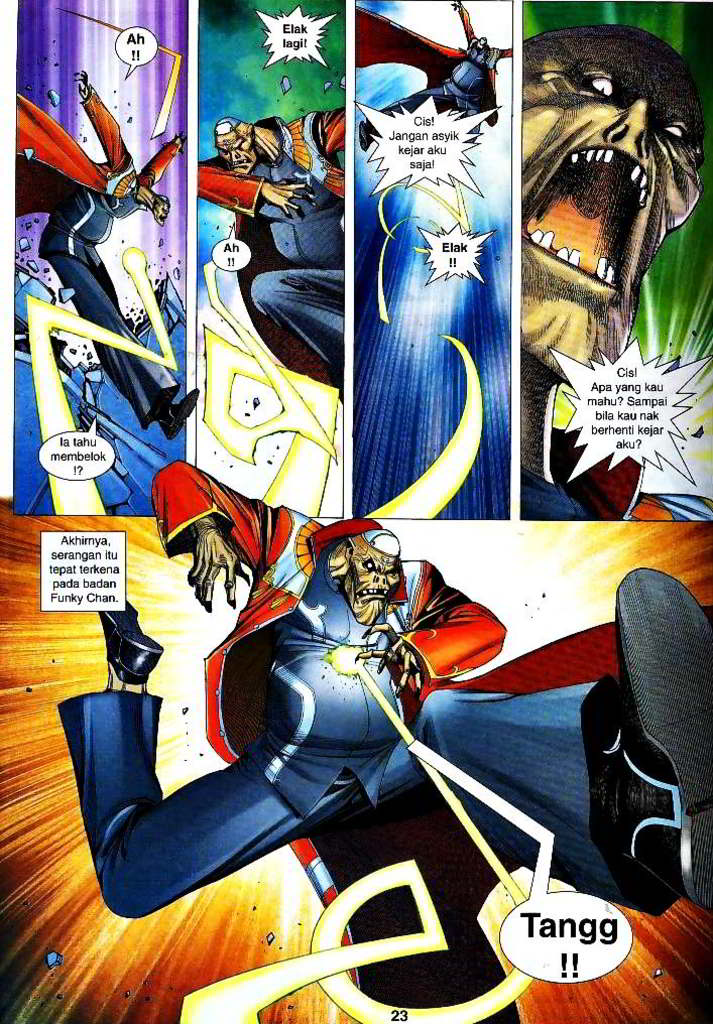 Ah
!!
Ia tahu
membelok
!?
Elak
lagi!
Ah
!!
Cis!
Jangan asyik
kejar aku
saja!
Elak
!!
Cis!
Apa yang kau
mahu? Sampai
bila kau nak
berhenti kejar
aku?
Akhirnya,
serangan itu
tepat terkena
pada badan
Funky Chan.
Tangg
!!
23